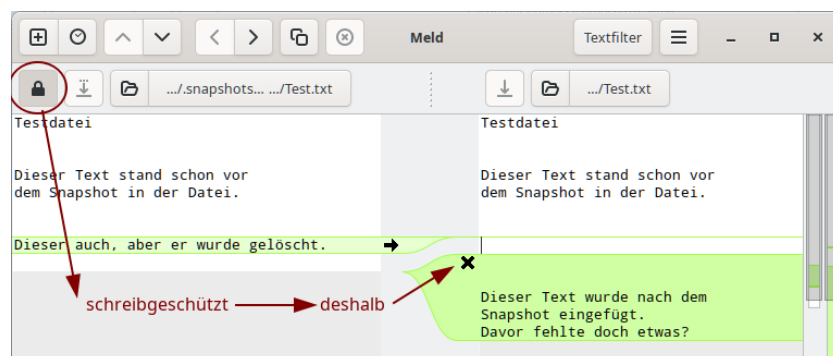 Meld
Textfilter
.../.snapshots... .../Test.txt
.../Test.txt
Testdatei
Dieser Text stand schon vor
dem Snapshot in der Datei.
Dieser auch, aber er wurde gelöscht.
Testdatei
Dieser Text stand schon vor
dem Snapshot in der Datei.
Dieser Text wurde nach dem
Snapshot eingefügt.
Davor fehlte doch etwas?
schreibgeschützt
deshalb